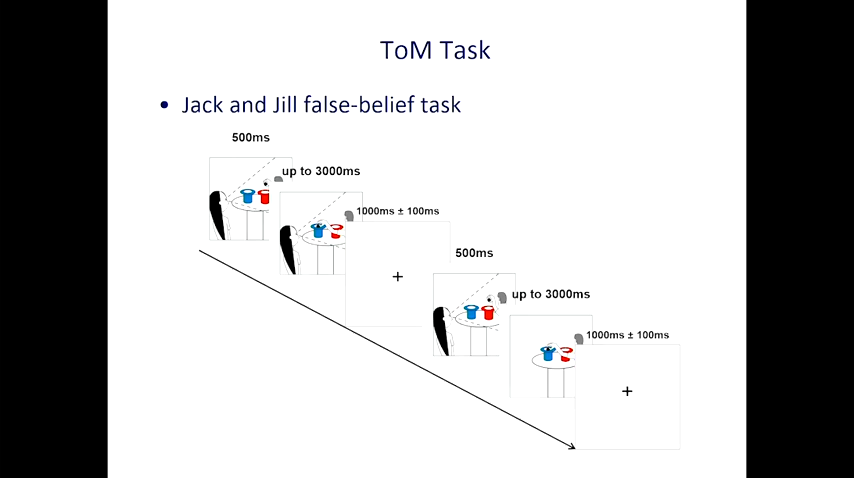 ToM Task
• Jack and Jill false-belief task
500ms
up to 3000ms
1000ms ± 100ms
+
500ms
up to 3000ms
1000ms ± 100ms
+